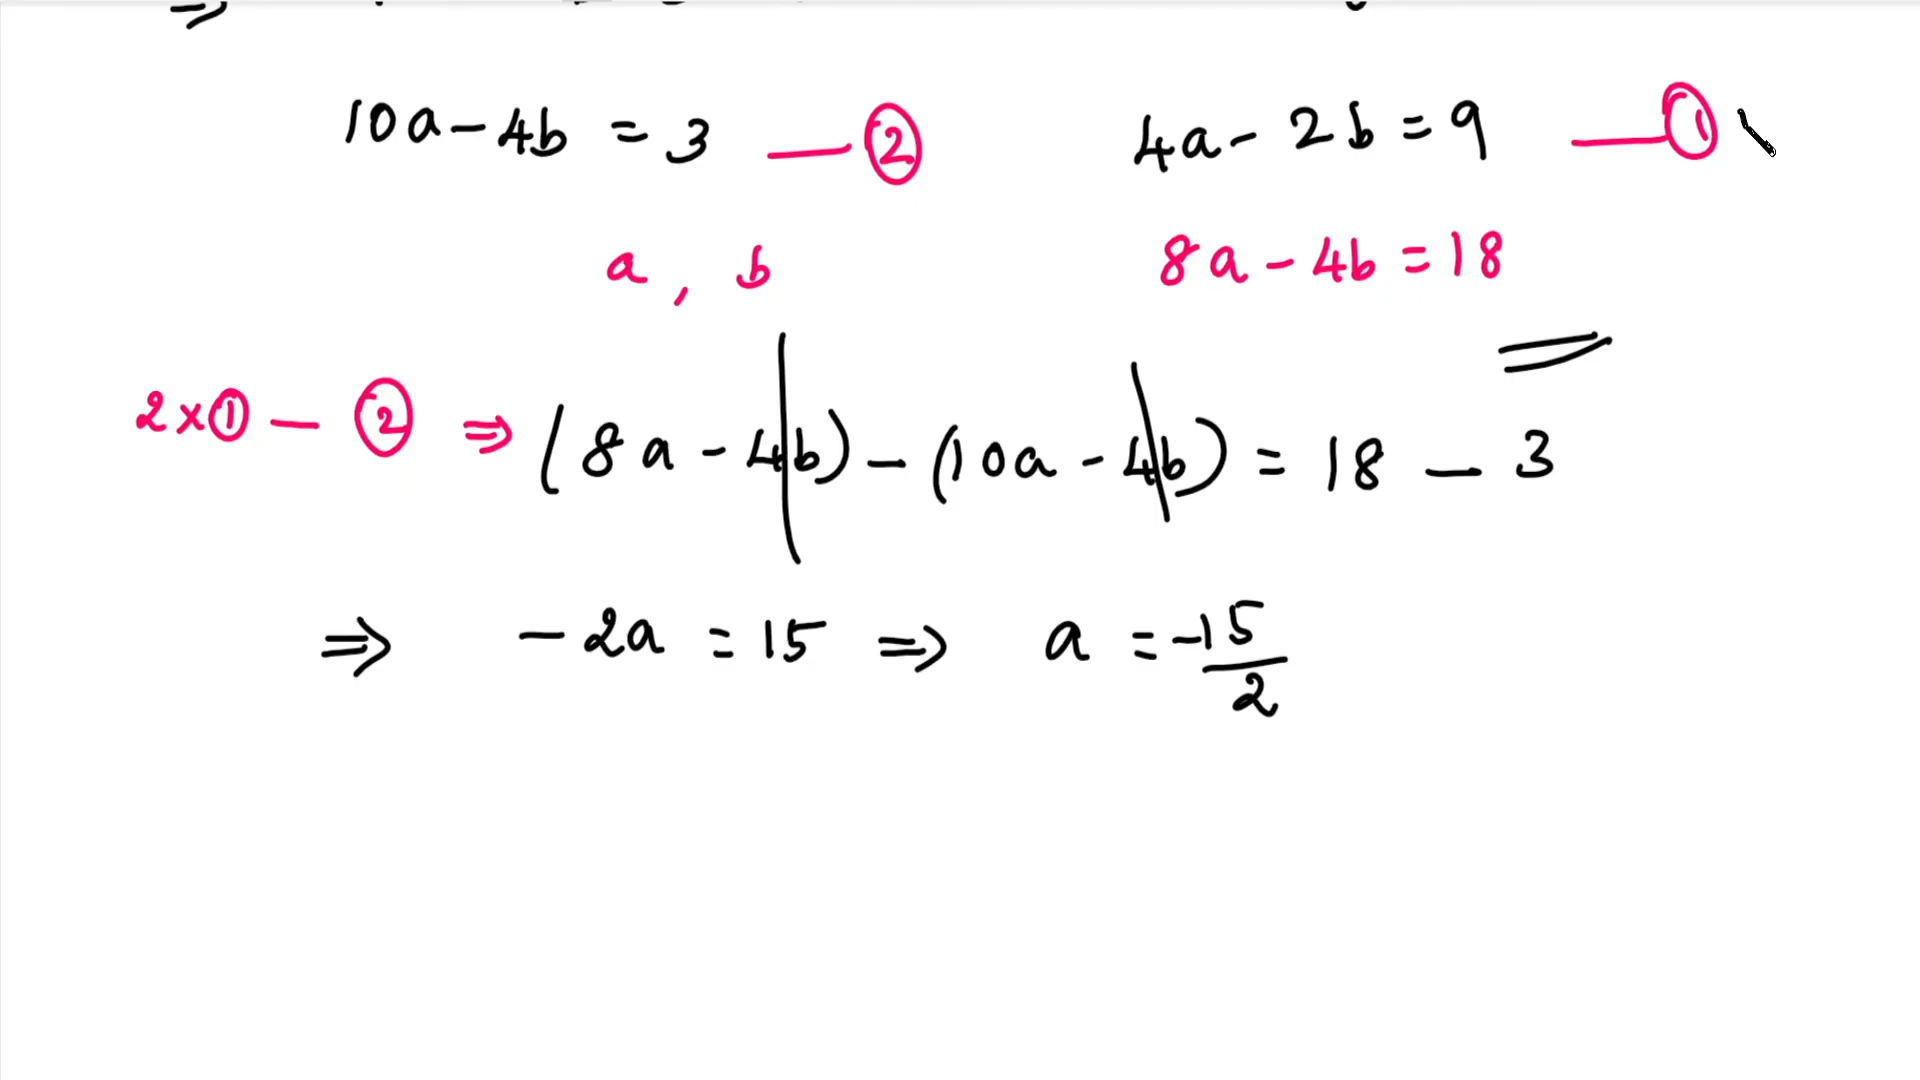 ⇒
10a - 4b = 3 — ② 4a - 2b = 9 — ①
a , b 8a - 4b = 18
2 × ① - ② ⇒ (8a - 4b) - (10a - 4b) = 18 - 3
⇒ -2a = 15 ⇒ a = -15/2